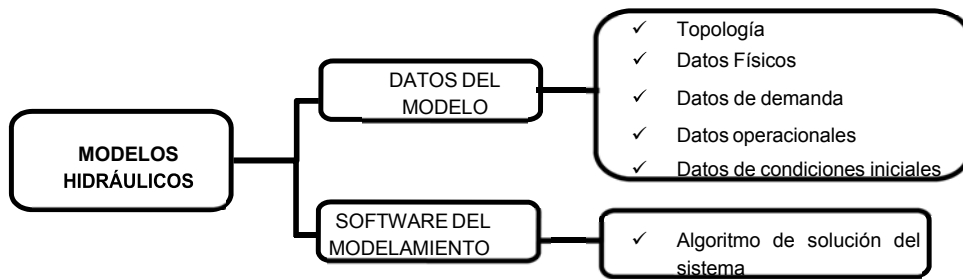 MODELOS
HIDRÁULICOS
DATOS DEL
MODELO
✓ Topología
✓ Datos Físicos
✓ Datos de demanda
✓ Datos operacionales
✓ Datos de condiciones iniciales
SOFTWARE DEL
MODELAMIENTO
✓ Algoritmo de solución del
sistema